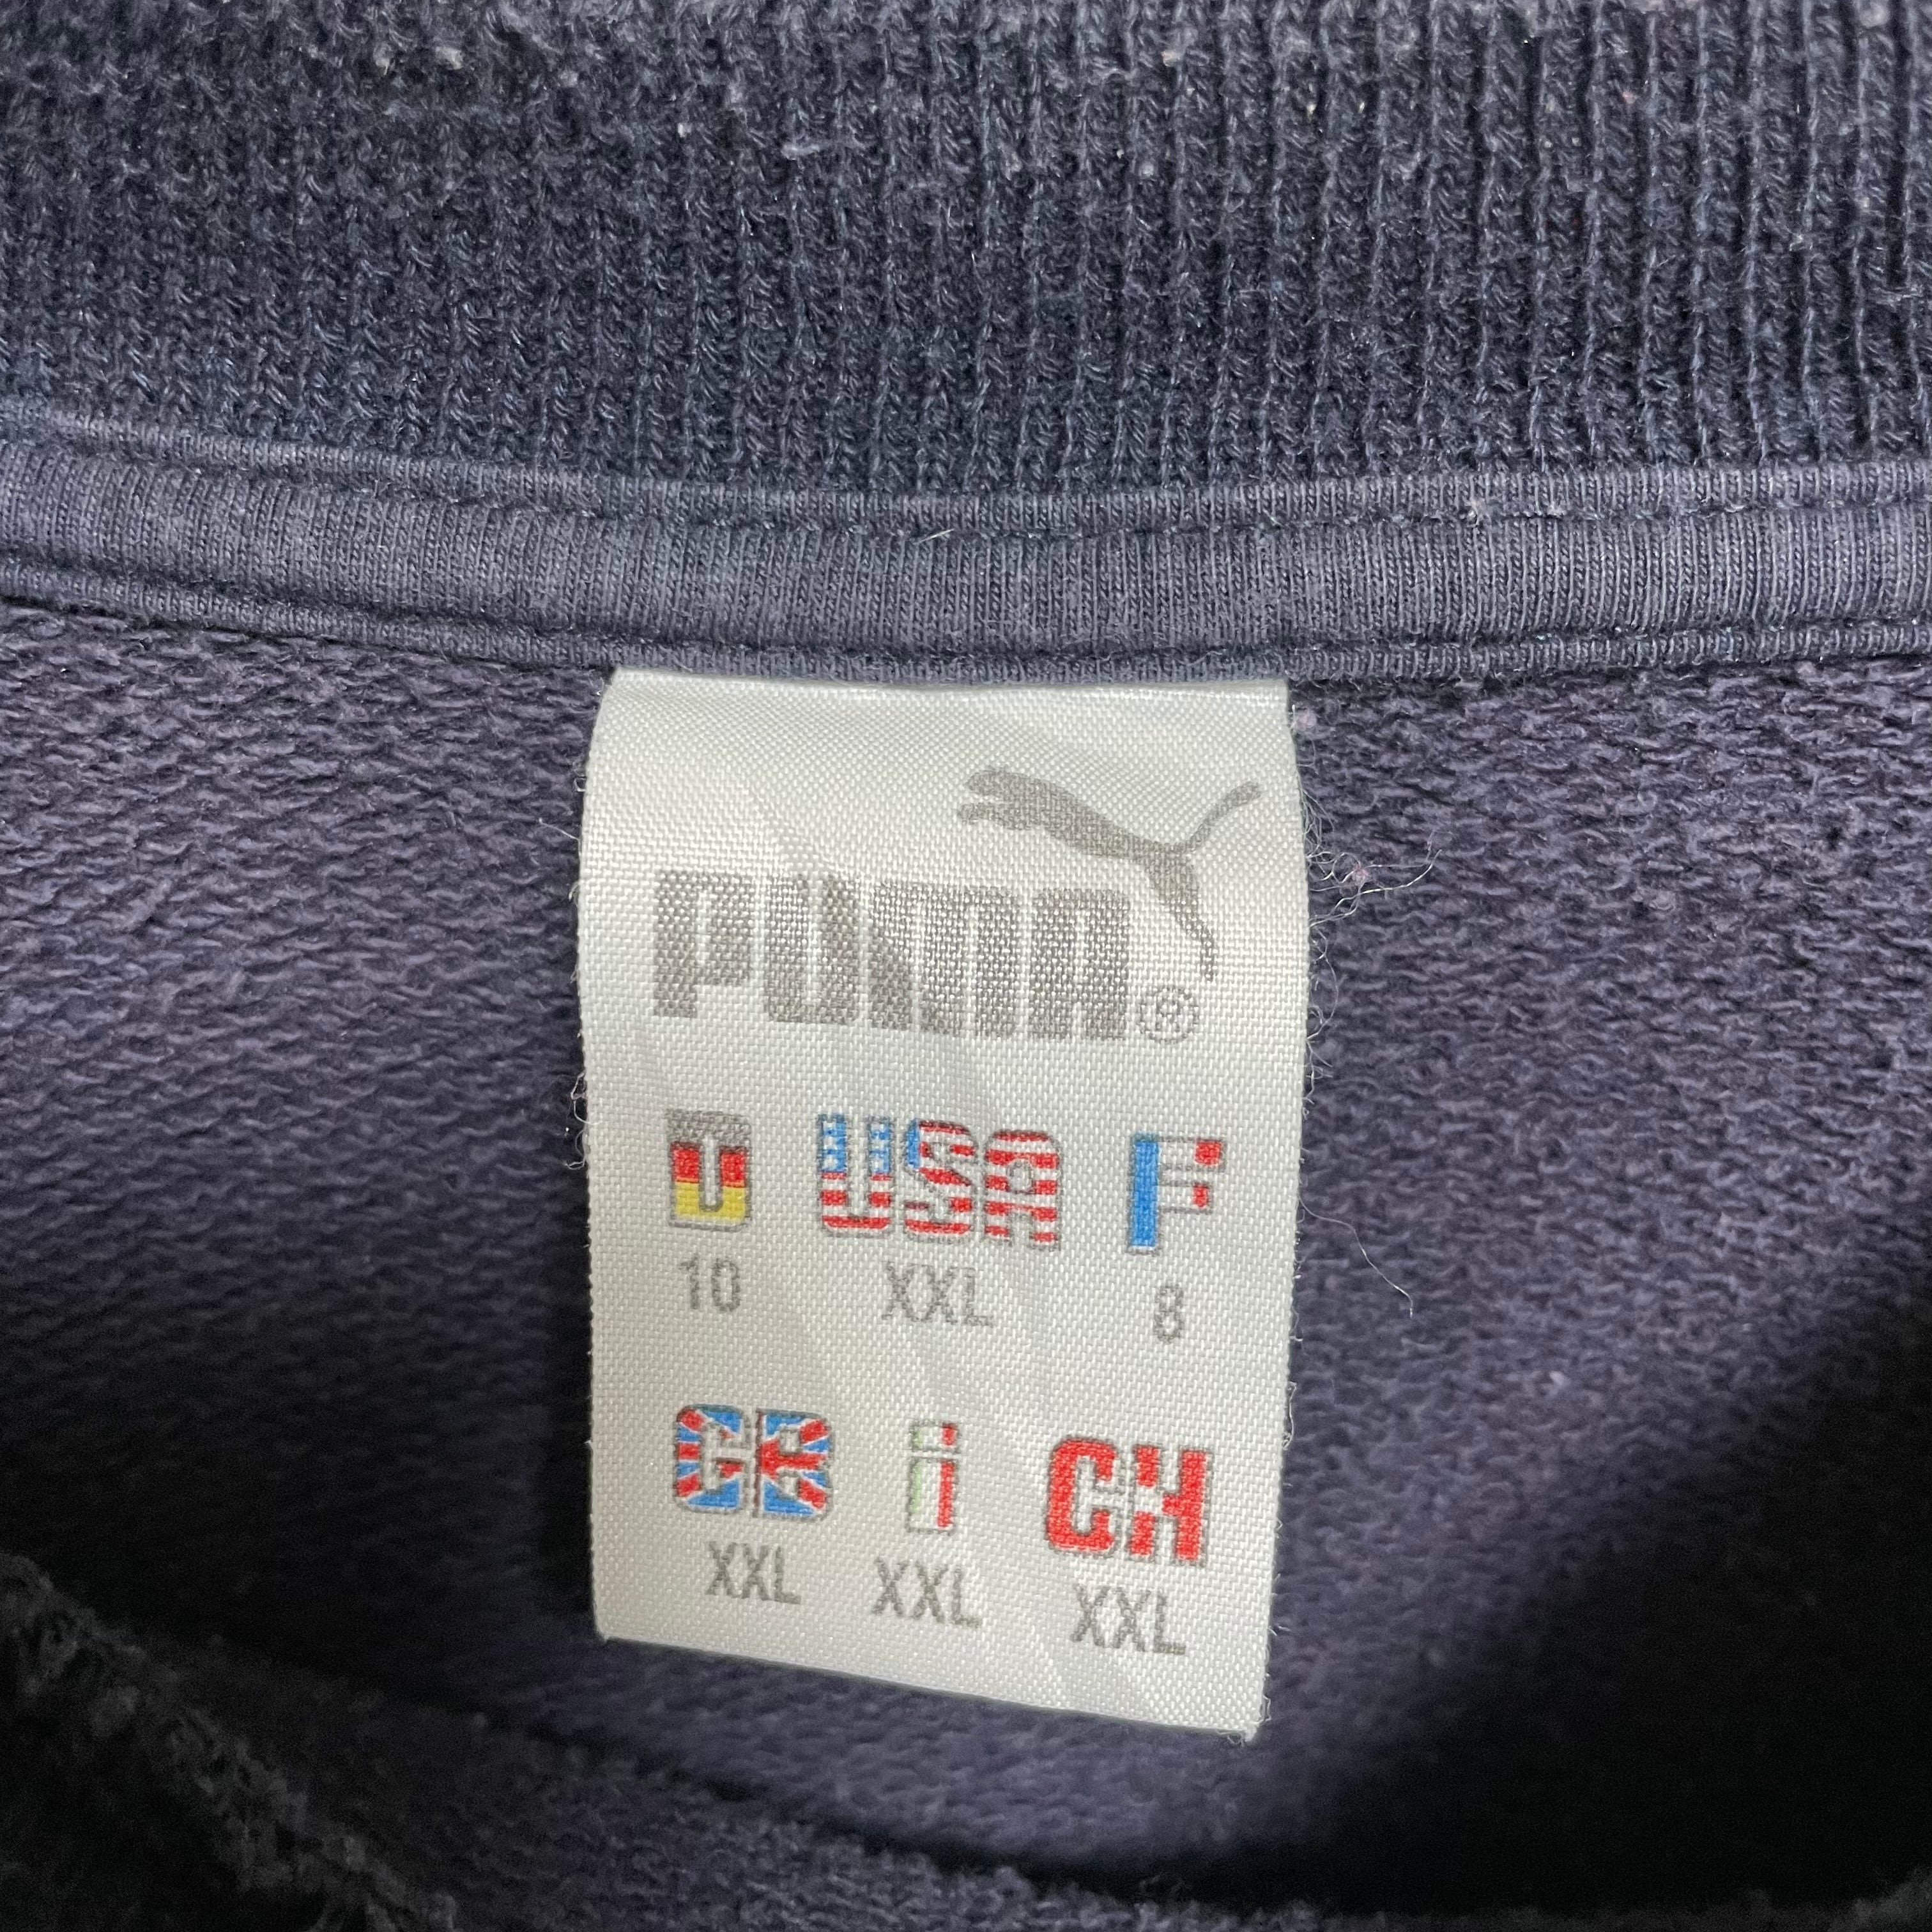 PUMA®
D USA F
10 XXL 8
GB i CH
XXL XXL XXL